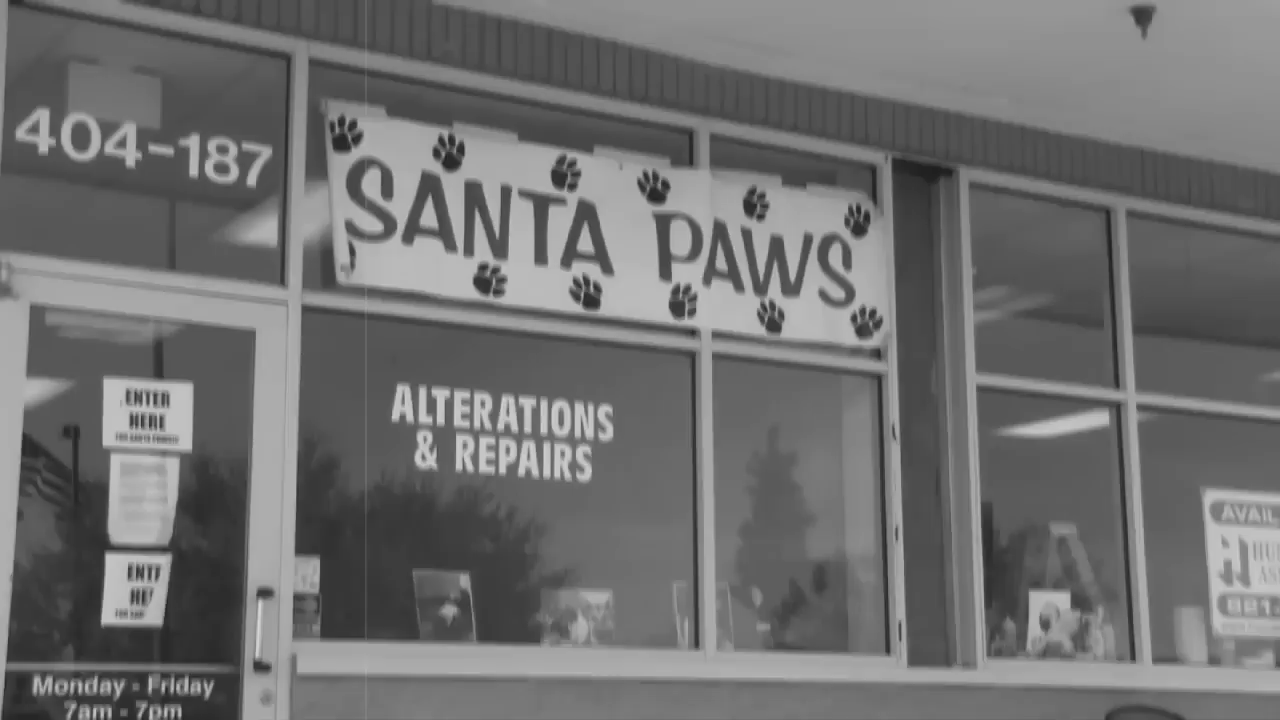 404-187
SANTA PAWS
ALTERATIONS
& REPAIRS
ENTER
HERE
Monday - Friday
7am - 7pm
AVAIL